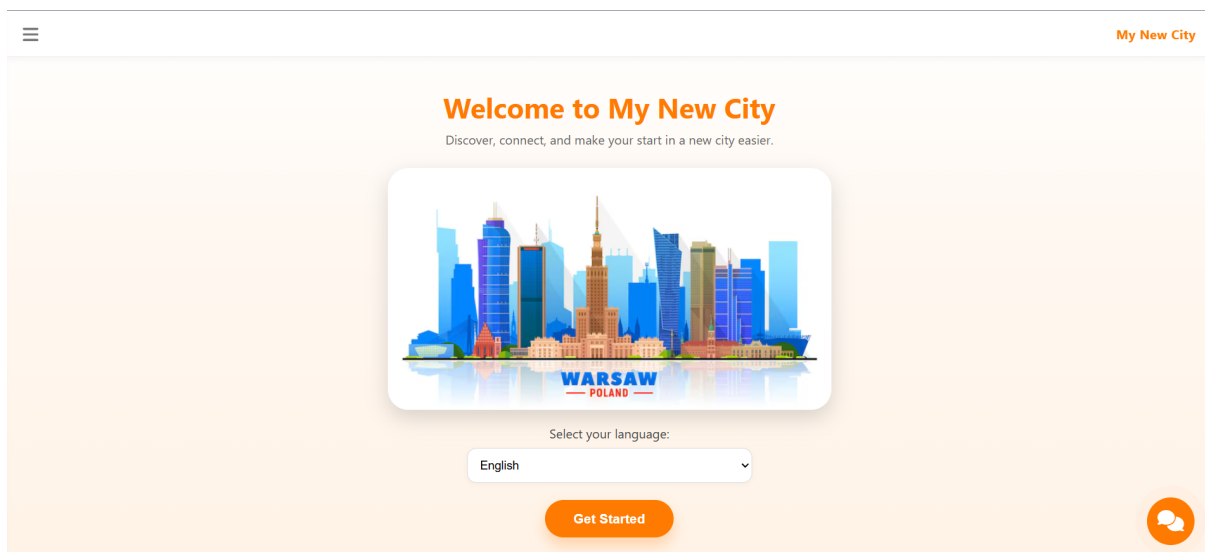 My New City
Welcome to My New City
Discover, connect, and make your start in a new city easier.
WARSAW
POLAND
Select your language:
English
Get Started